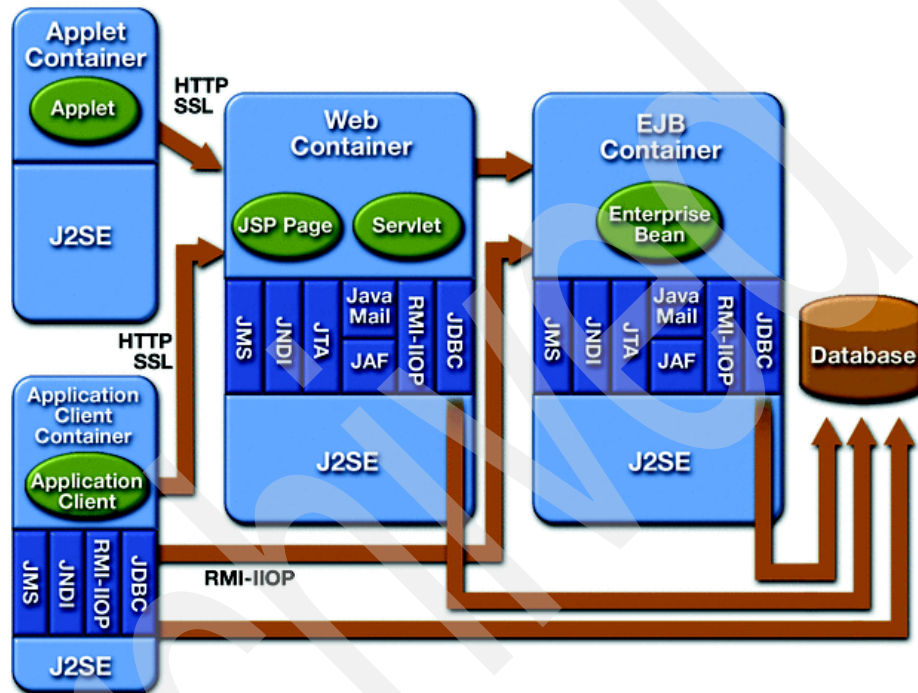 Applet
Container
Applet
J2SE
HTTP
SSL
Web
Container
JSP Page
Servlet
JMS
JNDI
JTA
Java
Mail
JAF
RMI-IIOP
JDBC
J2SE
EJB
Container
Enterprise
Bean
JMS
JNDI
JTA
Java
Mail
JAF
RMI-IIOP
JDBC
J2SE
Database
HTTP
SSL
Application
Client
Container
Application
Client
JMS
JNDI
RMI-IIOP
JDBC
J2SE
RMI-IIOP